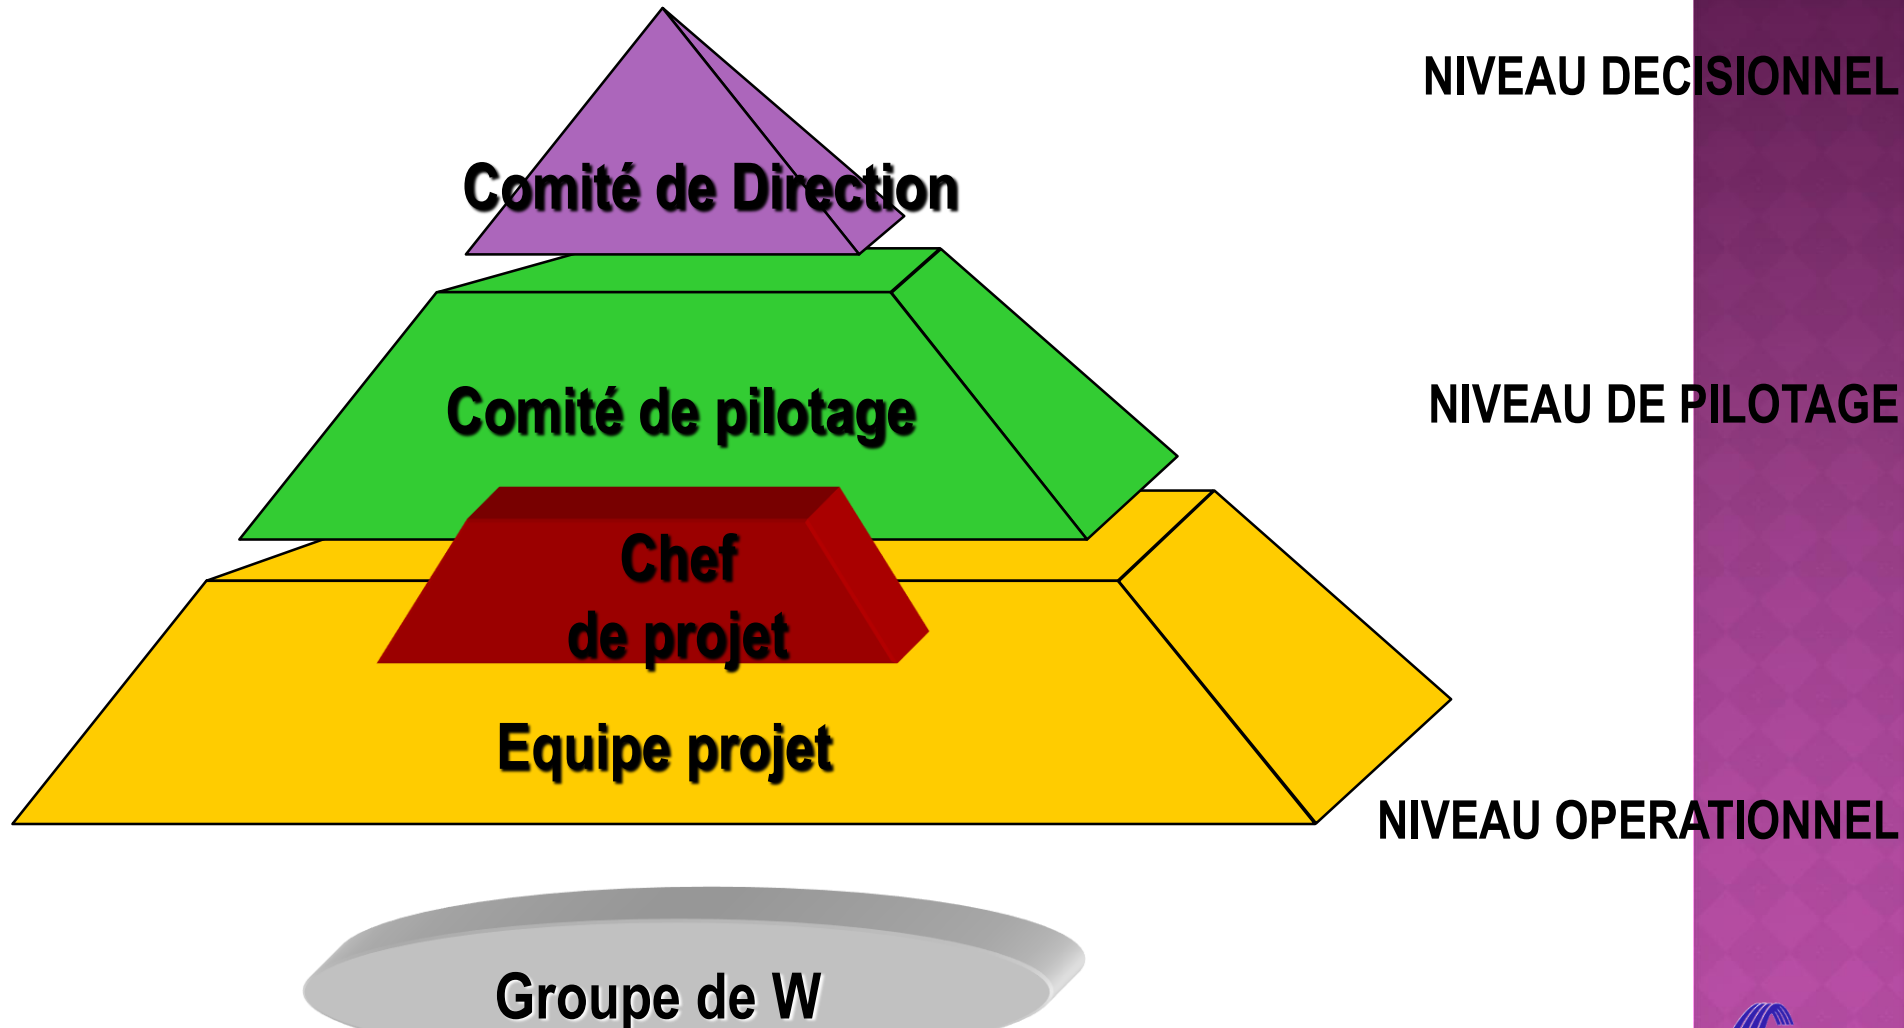 NIVEAU DECISIONNEL
Comité de Direction
Comité de pilotage
NIVEAU DE PILOTAGE
Chef
de projet
Equipe projet
NIVEAU OPERATIONNEL
Groupe de W